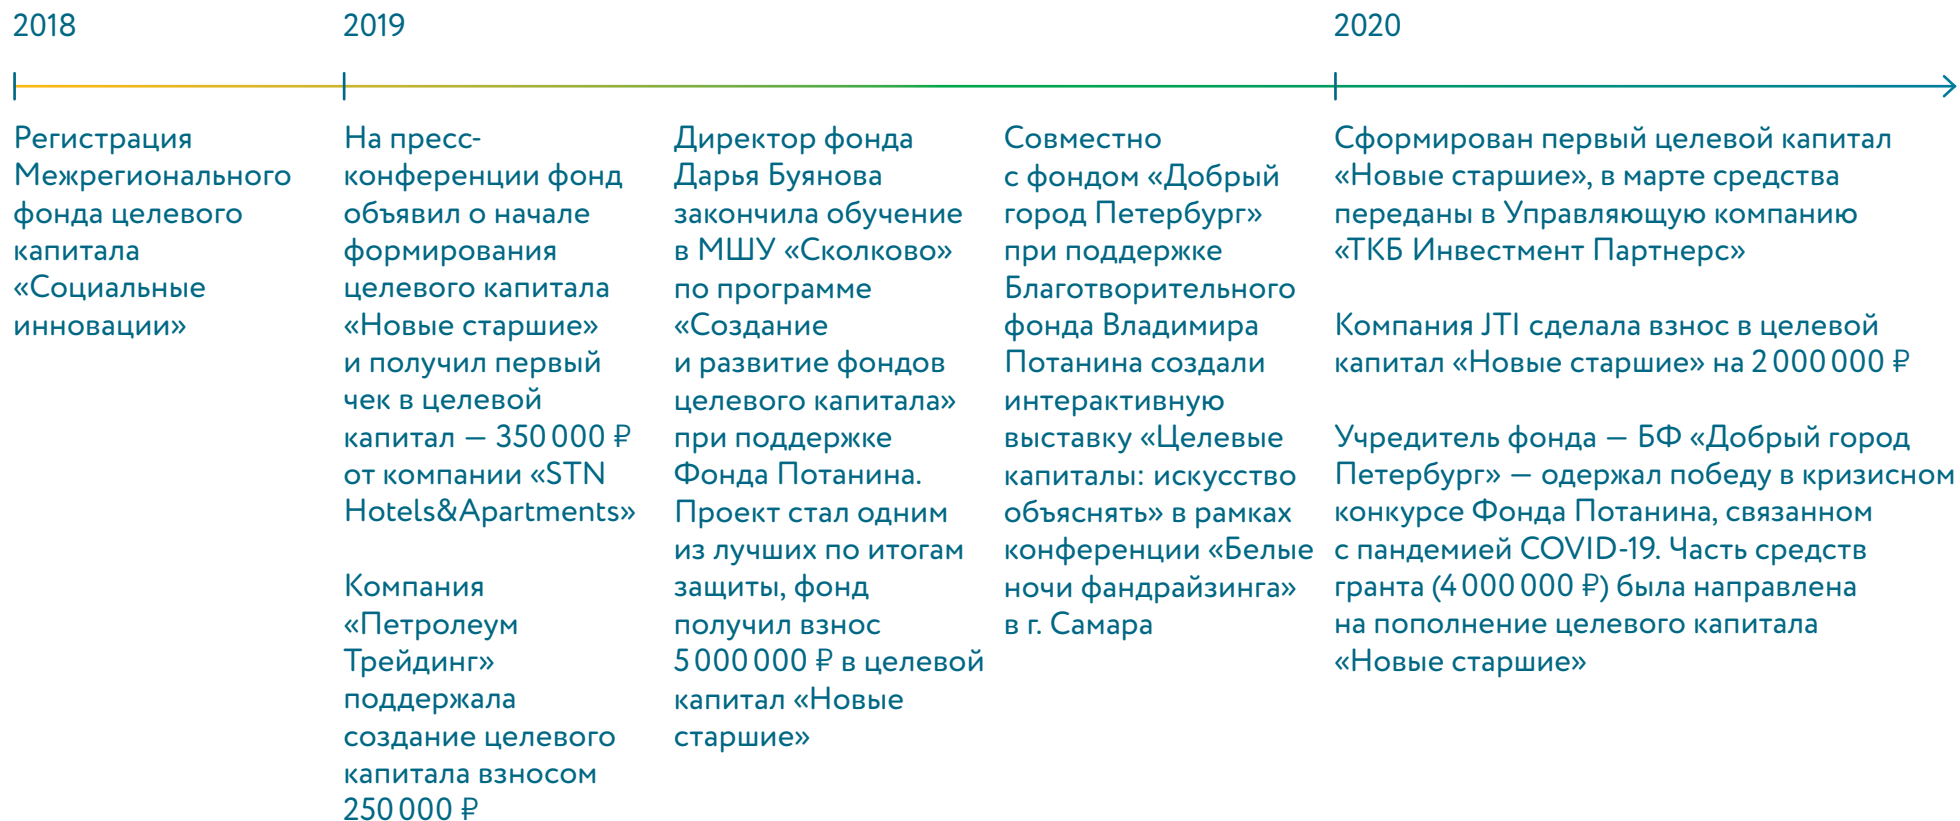 2018
Регистрация
Межрегионального
фонда целевого
капитала
«Социальные
инновации»
2019
На пресс-
конференции фонд
объявил о начале
формирования
целевого капитала
«Новые старшие»
и получил первый
чек в целевой
капитал — 350 000 ₽
от компании «STN
Hotels&Apartments»
Компания
«Петролеум
Трейдинг»
поддержала
создание целевого
капитала взносом
250 000 ₽
Директор фонда
Дарья Буянова
закончила обучение
в МШУ «Сколково»
по программе
«Создание
и развитие фондов
целевого капитала»
при поддержке
Фонда Потанина.
Проект стал одним
из лучших по итогам
защиты, фонд
получил взнос
5 000 000 ₽ в целевой
капитал «Новые
старшие»
Совместно
с фондом «Добрый
город Петербург»
при поддержке
Благотворительного
фонда Владимира
Потанина создали
интерактивную
выставку «Целевые
капиталы: искусство
объяснять» в рамках
конференции «Белые
ночи фандрайзинга»
в г. Самара
2020
Сформирован первый целевой капитал
«Новые старшие», в марте средства
переданы в Управляющую компанию
«ТКБ Инвестмент Партнерс»
Компания JTI сделала взнос в целевой
капитал «Новые старшие» на 2 000 000 ₽
Учредитель фонда — БФ «Добрый город
Петербург» — одержал победу в кризисном
конкурсе Фонда Потанина, связанном
с пандемией COVID-19. Часть средств
гранта (4 000 000 ₽) была направлена
на пополнение целевого капитала
«Новые старшие»